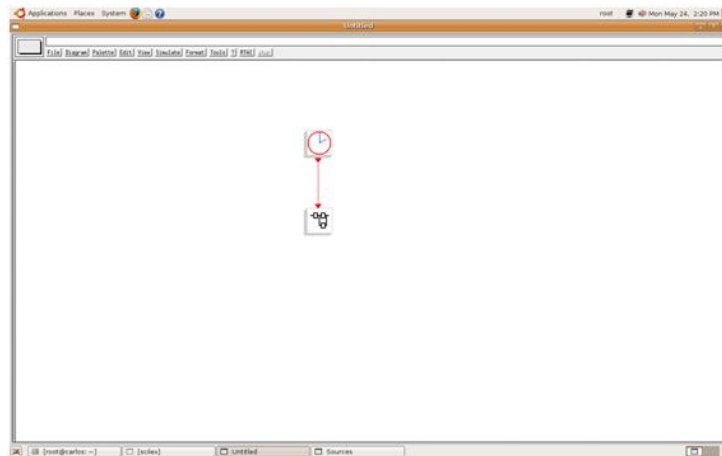 Applications Places System
root Mon May 24, 2:20 PM
Untitled
File Diagram Palette Edit View Simulate Format Tools ? RTAI
[root@carlos: ~] [scilex] Untitled Sources